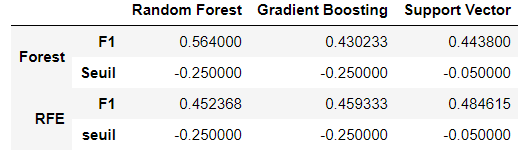 Random Forest Gradient Boosting Support Vector
Forest F1 0.564000 0.430233 0.443800
Seuil -0.250000 -0.250000 -0.050000
RFE F1 0.452368 0.459333 0.484615
seuil -0.250000 -0.250000 -0.050000